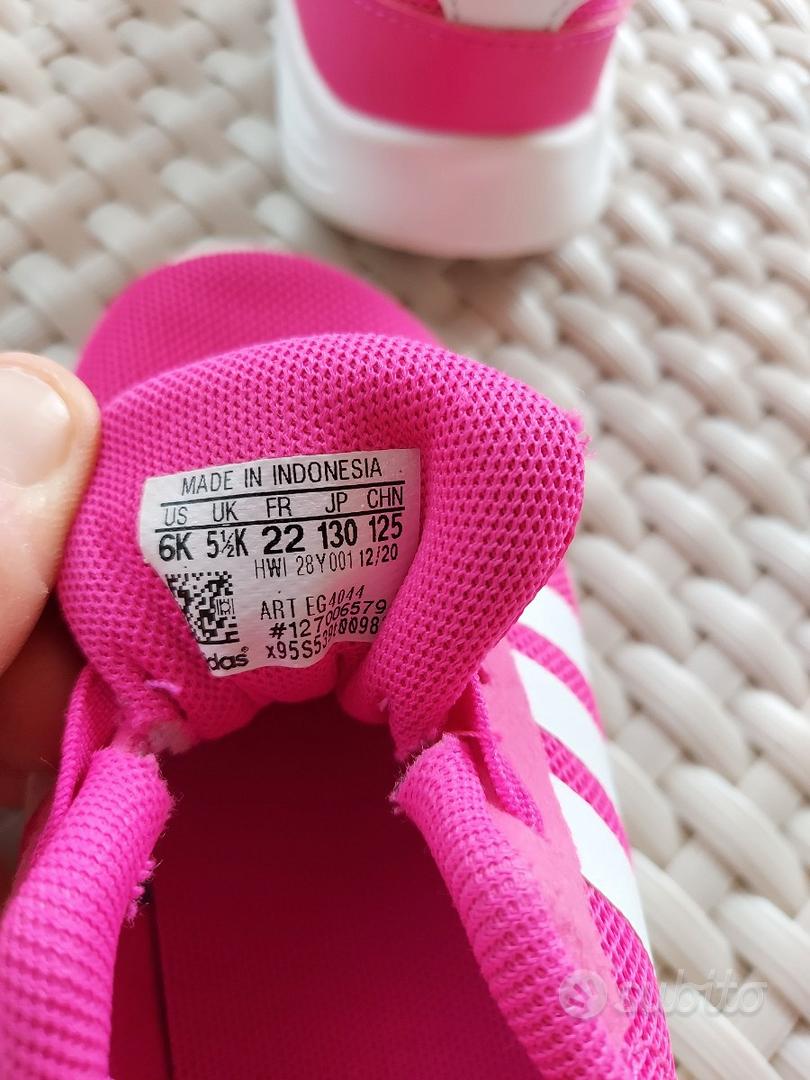 MADE IN INDONESIA
US UK FR JP CHN
6K 5½K 22 130 125
HWI 28Y001 12/20
ART EG4044
#127006579
das®
subito